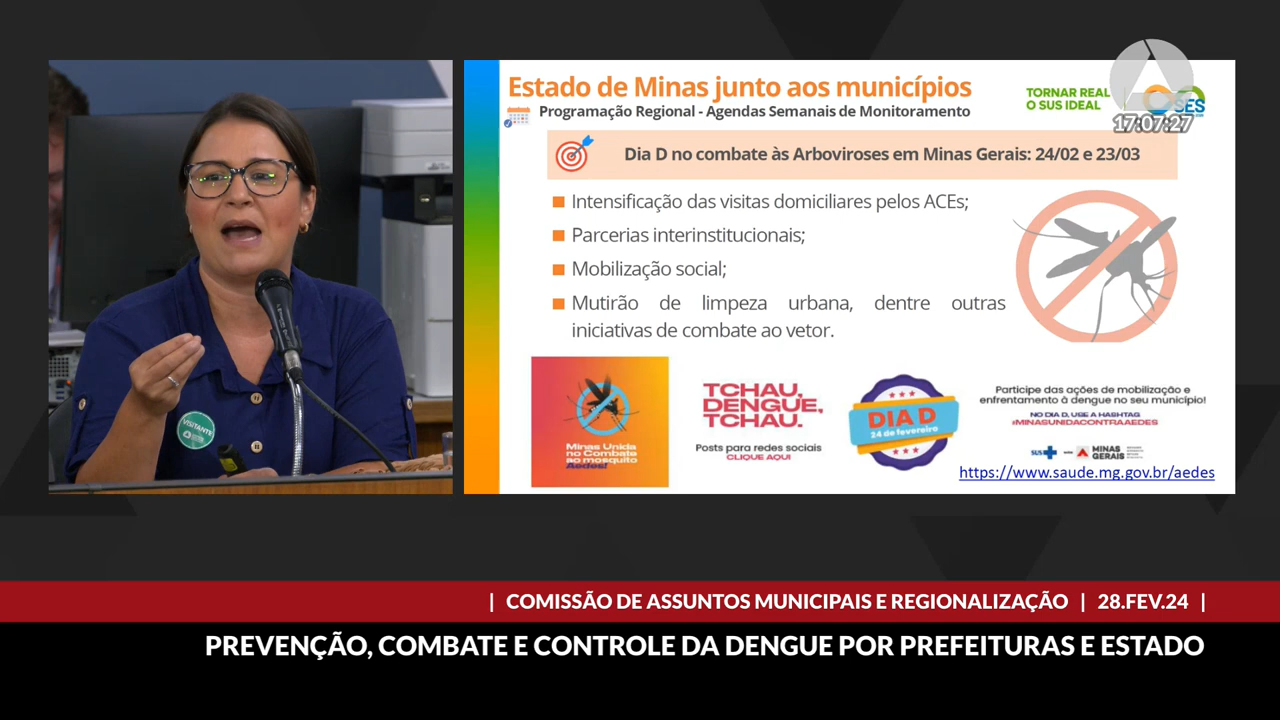 Estado de Minas junto aos municípios
Programação Regional - Agendas Semanais de Monitoramento
TORNAR REAL
O SUS IDEAL
SES
17:07:27
Dia D no combate às Arboviroses em Minas Gerais: 24/02 e 23/03
Intensificação das visitas domiciliares pelos ACEs;
Parcerias interinstitucionais;
Mobilização social;
Mutirão de limpeza urbana, dentre outras
iniciativas de combate ao vetor.
Minas Unida
no Combate
ao mosquito
Aedes!
TCHAU,
DENGUE,
TCHAU.
Posts para redes sociais
CLIQUE AQUI
DIA D
24 de fevereiro
Participe das ações de mobilização e
enfrentamento à dengue no seu município!
NO DIA D, USE A HASHTAG
#MINASUNIDACONTRAAEDES
SUS
MINAS
GERAIS
https://www.saude.mg.gov.br/aedes
VISITANTE
| COMISSÃO DE ASSUNTOS MUNICIPAIS E REGIONALIZAÇÃO | 28.FEV.24 |
PREVENÇÃO, COMBATE E CONTROLE DA DENGUE POR PREFEITURAS E ESTADO